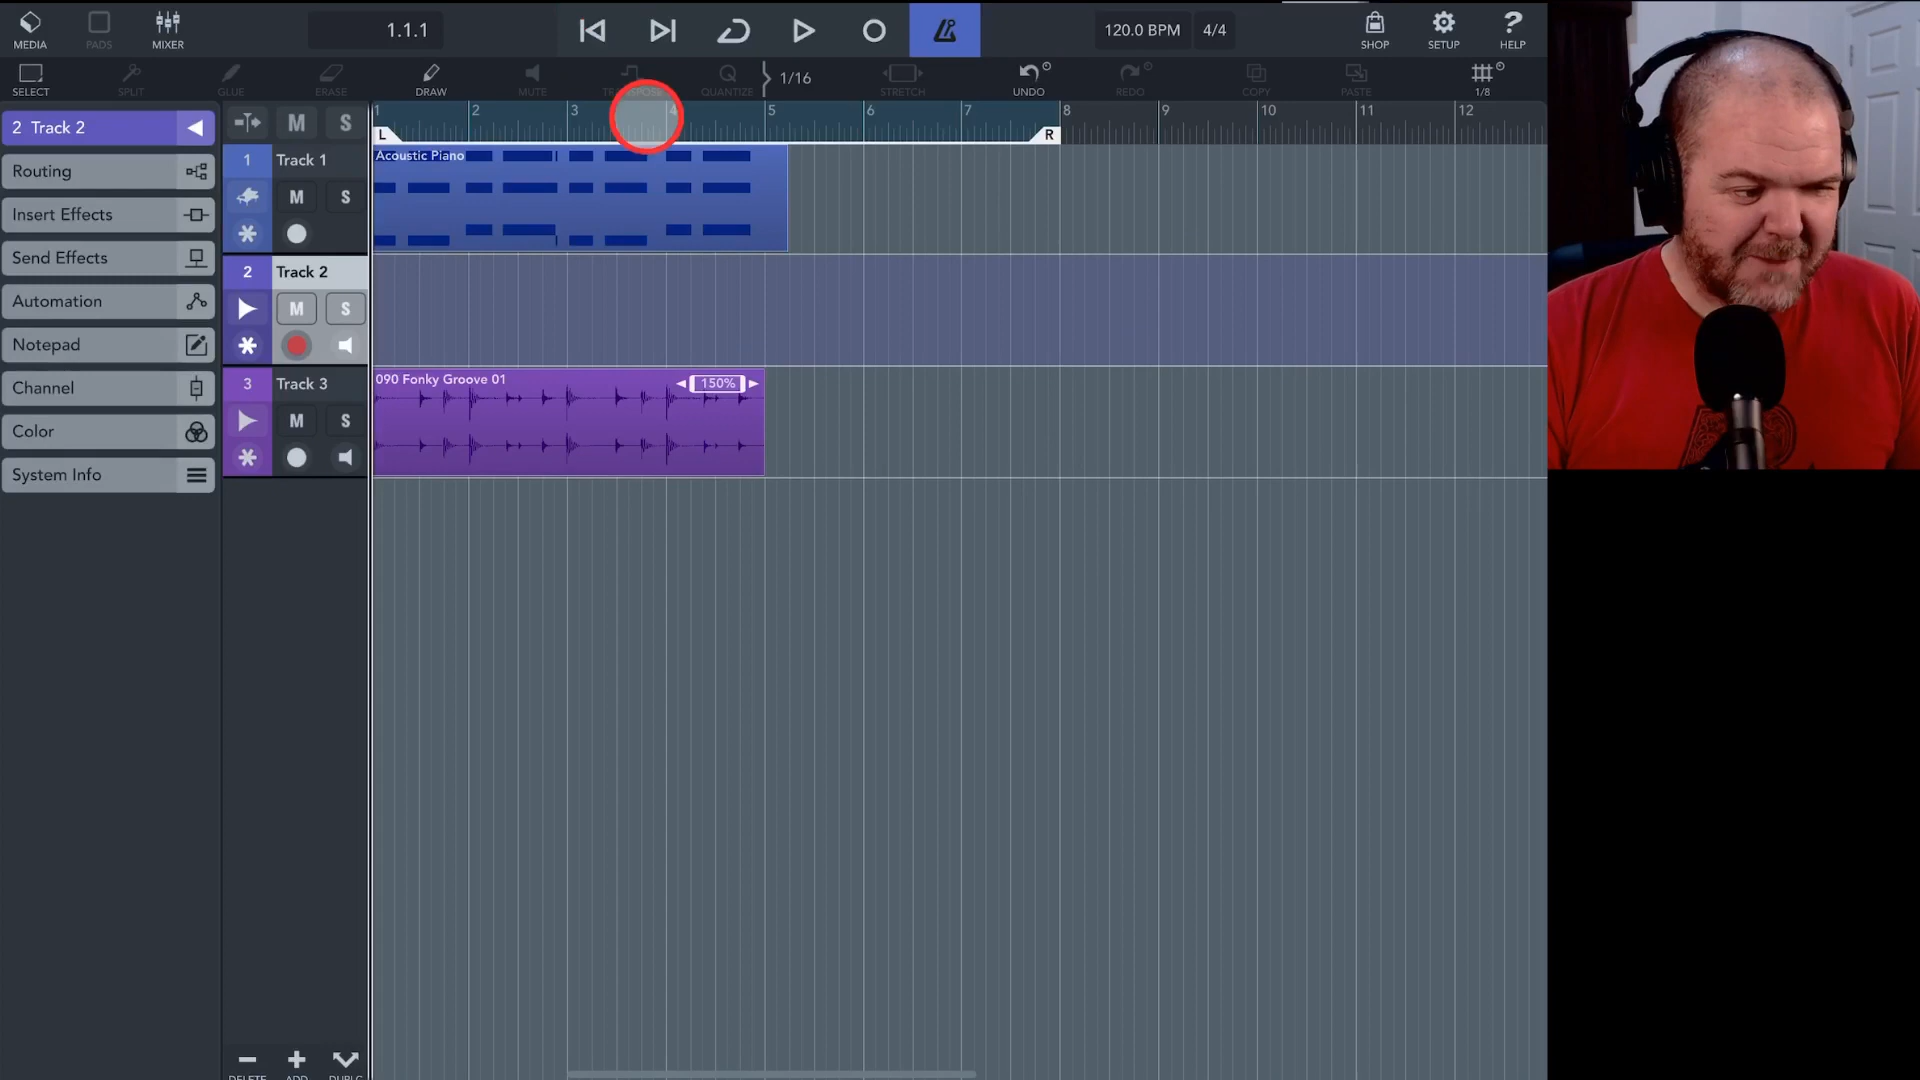 MEDIA
PADS
MIXER
1.1.1
120.0 BPM
4/4
SHOP
SETUP
HELP
SELECT
SPLIT
GLUE
ERASE
DRAW
MUTE
TRANSPOSE
QUANTIZE
1/16
STRETCH
UNDO
REDO
COPY
PASTE
1/8
2 Track 2
M
S
1 2 3 4 5 6 7 8 9 10 11 12
L
R
Routing
Insert Effects
Send Effects
Automation
Notepad
Channel
Color
System Info
1 Track 1
M S
Acoustic Piano
2 Track 2
M S
3 Track 3
M S
090 Fonky Groove 01
150%
DELETE
ADD
DUPLC